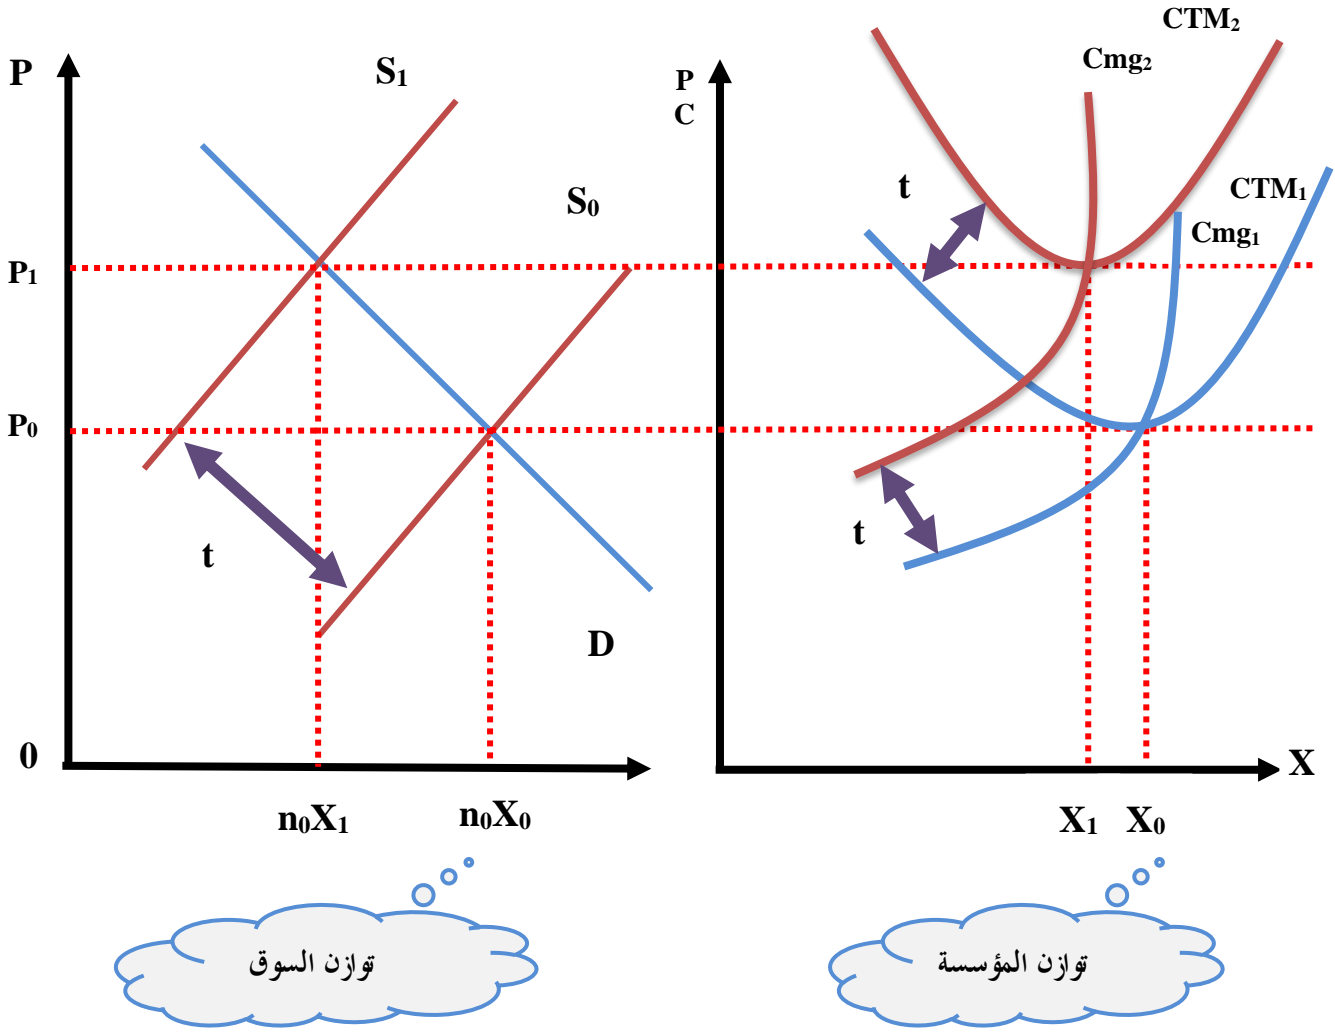 P
S₁
S₀
P₁
P₀
t
D
0
n₀X₁
n₀X₀
توازن السوق
P
C
CTM₂
Cmg₂
t
CTM₁
Cmg₁
t
X
X₁
X₀
توازن المؤسسة